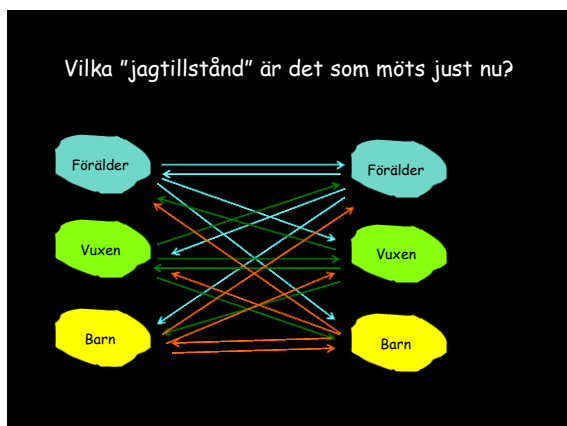 Vilka ”jagtillstånd” är det som möts just nu?
Förälder
Förälder
Vuxen
Vuxen
Barn
Barn